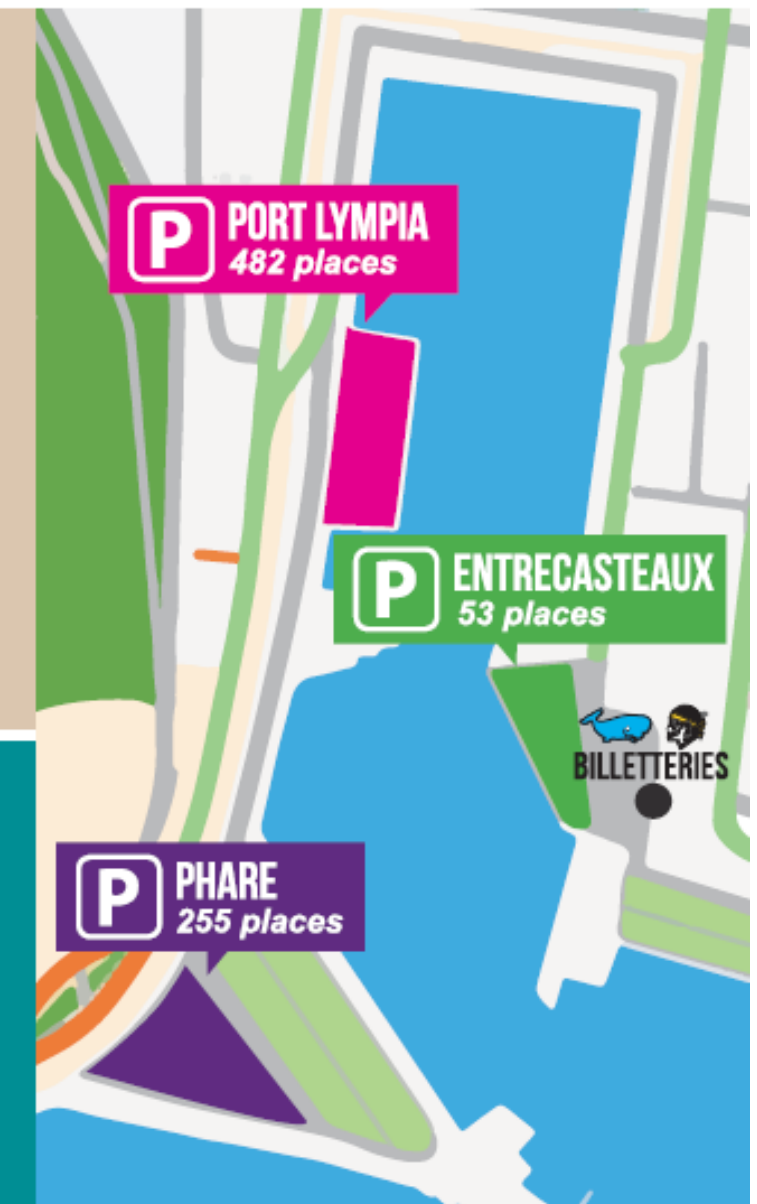 P
PORT LYMPIA
482 places
P
ENTRECASTEAUX
53 places
BILLETTERIES
P
PHARE
255 places